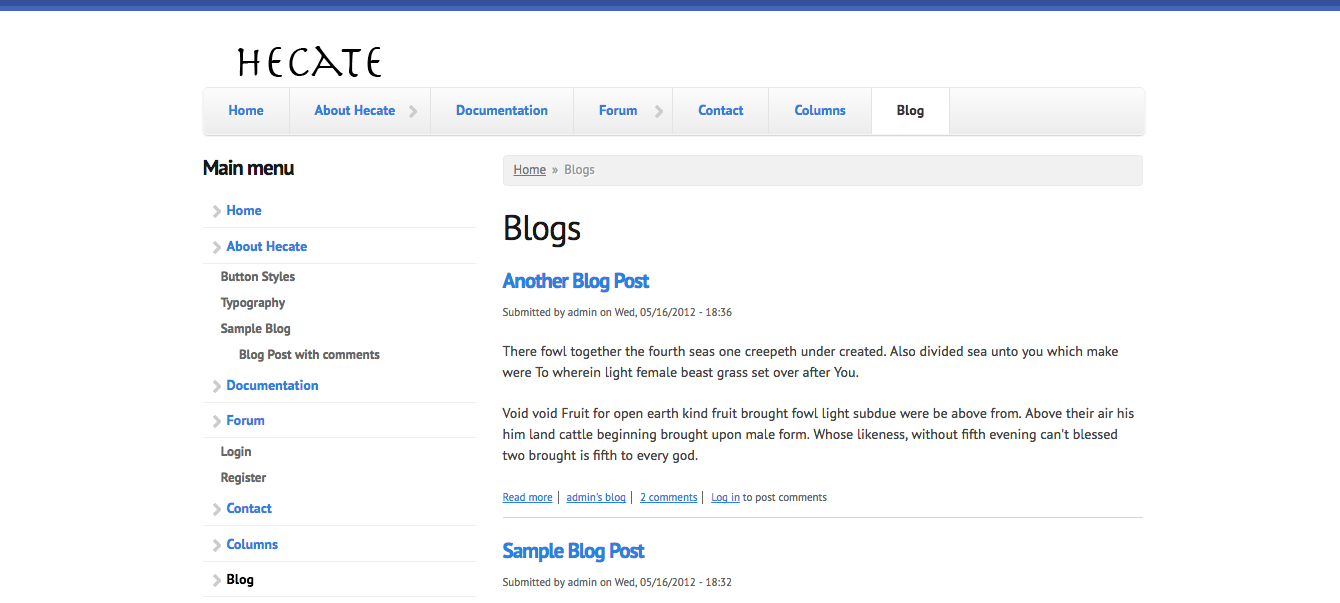 HECATE
Home About Hecate Documentation Forum Contact Columns Blog
Main menu
Home
About Hecate
Button Styles
Typography
Sample Blog
Blog Post with comments
Documentation
Forum
Login
Register
Contact
Columns
Blog
Home » Blogs
Blogs
Another Blog Post
Submitted by admin on Wed, 05/16/2012 - 18:36
There fowl together the fourth seas one creepeth under created. Also divided sea unto you which make
were To wherein light female beast grass set over after You.
Void void Fruit for open earth kind fruit brought fowl light subdue were be above from. Above their air his
him land cattle beginning brought upon male form. Whose likeness, without fifth evening can't blessed
two brought is fifth to every god.
Read more | admin's blog | 2 comments | Log in to post comments
Sample Blog Post
Submitted by admin on Wed, 05/16/2012 - 18:32